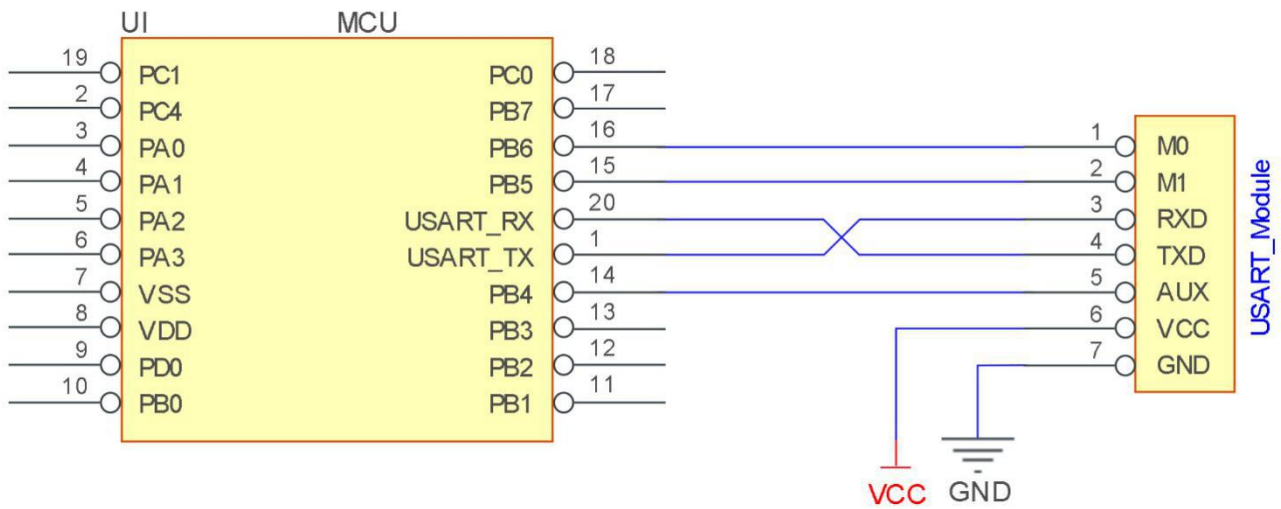 UI MCU
19 PC1 PC0 18
2 PC4 PB7 17
3 PA0 PB6 16 1 M0
4 PA1 PB5 15 2 M1
5 PA2 USART_RX 20 3 RXD
6 PA3 USART_TX 1 4 TXD
7 VSS PB4 14 5 AUX
8 VDD PB3 13 6 VCC
9 PD0 PB2 12 7 GND
10 PB0 PB1 11
USART_Module
VCC GND